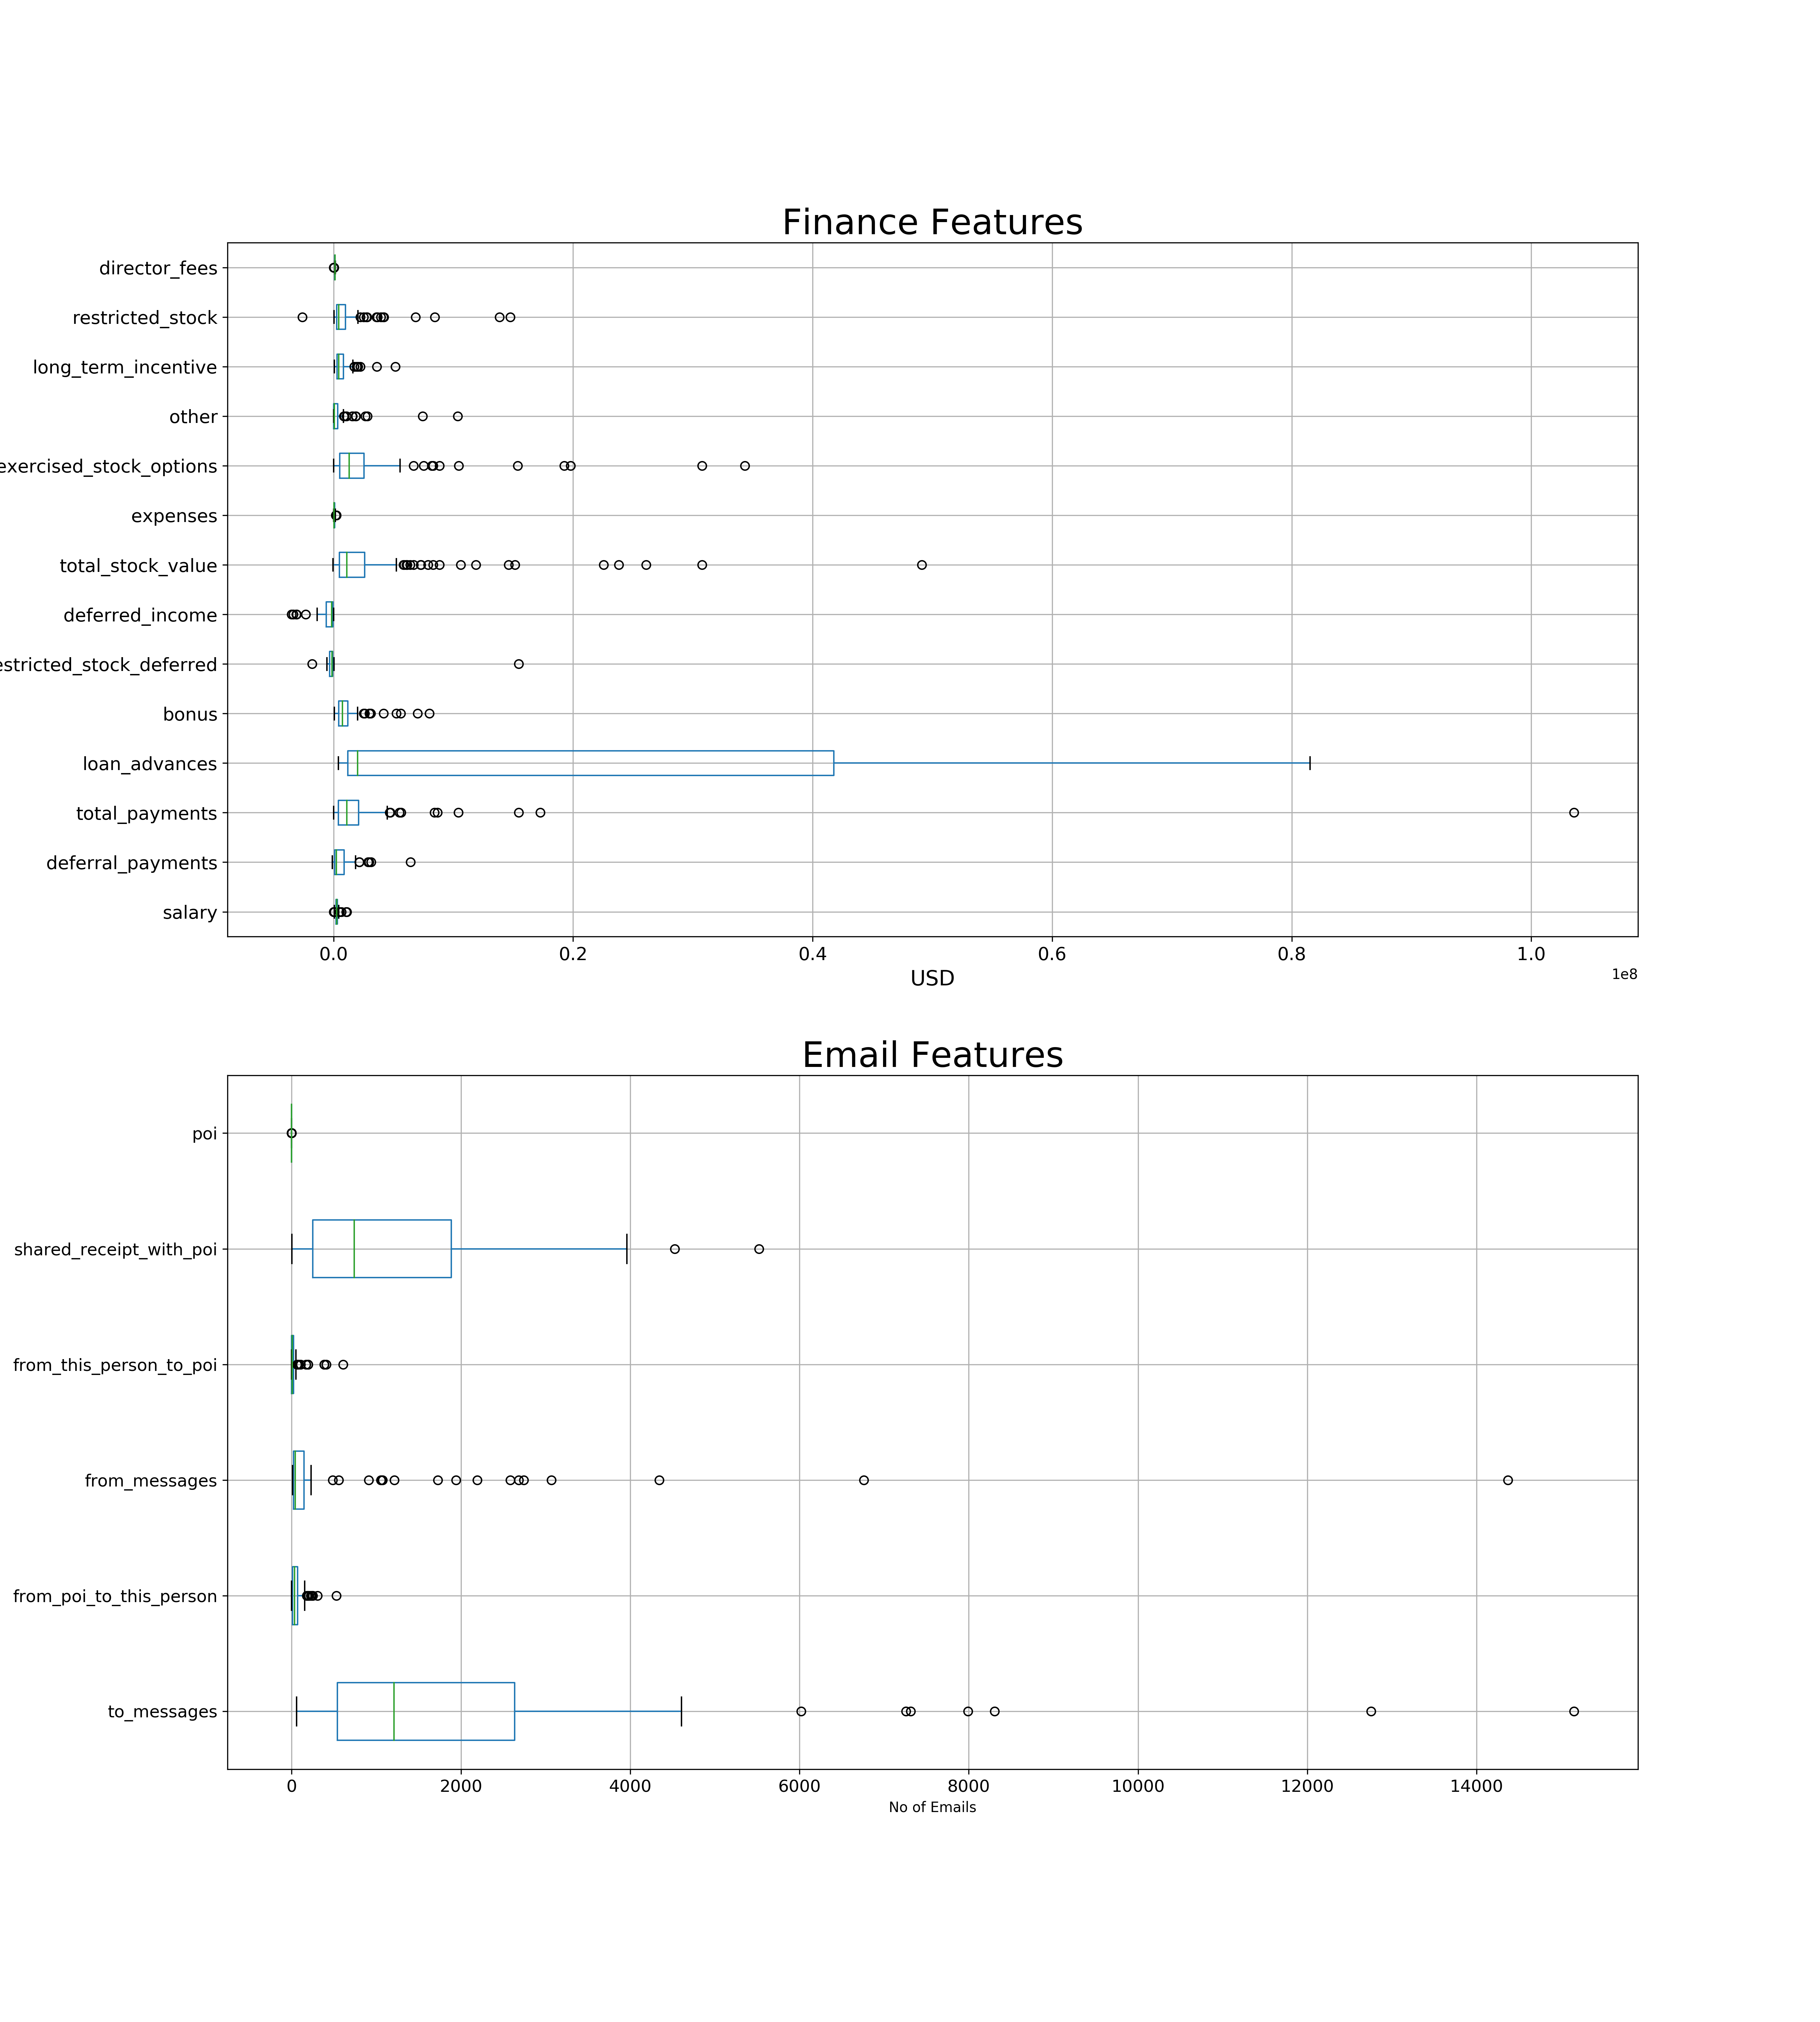 Finance Features
director_fees
restricted_stock
long_term_incentive
other
exercised_stock_options
expenses
total_stock_value
deferred_income
estricted_stock_deferred
bonus
loan_advances
total_payments
deferral_payments
salary
0.0 0.2 0.4 0.6 0.8 1.0
1e8
USD
Email Features
poi
shared_receipt_with_poi
from_this_person_to_poi
from_messages
from_poi_to_this_person
to_messages
0 2000 4000 6000 8000 10000 12000 14000
No of Emails